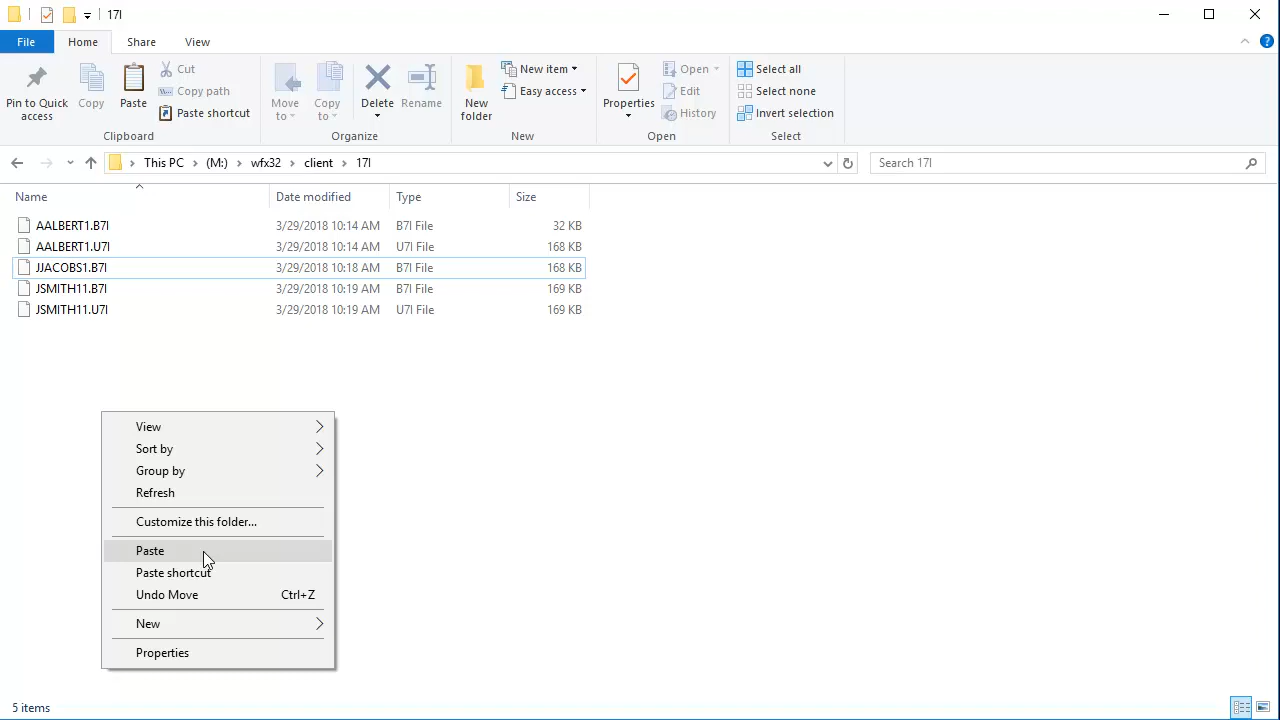 17I
File Home Share View
Pin to Quick access
Copy
Paste
Cut
Copy path
Paste shortcut
Clipboard
Move to
Copy to
Delete
Rename
Organize
New folder
New item
Easy access
New
Properties
Open
Edit
History
Open
Select all
Select none
Invert selection
Select
This PC (M:) wfx32 client 17I
Search 17I
Name Date modified Type Size
AALBERT1.B7I 3/29/2018 10:14 AM B7I File 32 KB
AALBERT1.U7I 3/29/2018 10:14 AM U7I File 168 KB
JJACOBS1.B7I 3/29/2018 10:18 AM B7I File 168 KB
JSMITH11.B7I 3/29/2018 10:19 AM B7I File 169 KB
JSMITH11.U7I 3/29/2018 10:19 AM U7I File 169 KB
View
Sort by
Group by
Refresh
Customize this folder...
Paste
Paste shortcut
Undo Move Ctrl+Z
New
Properties
5 items